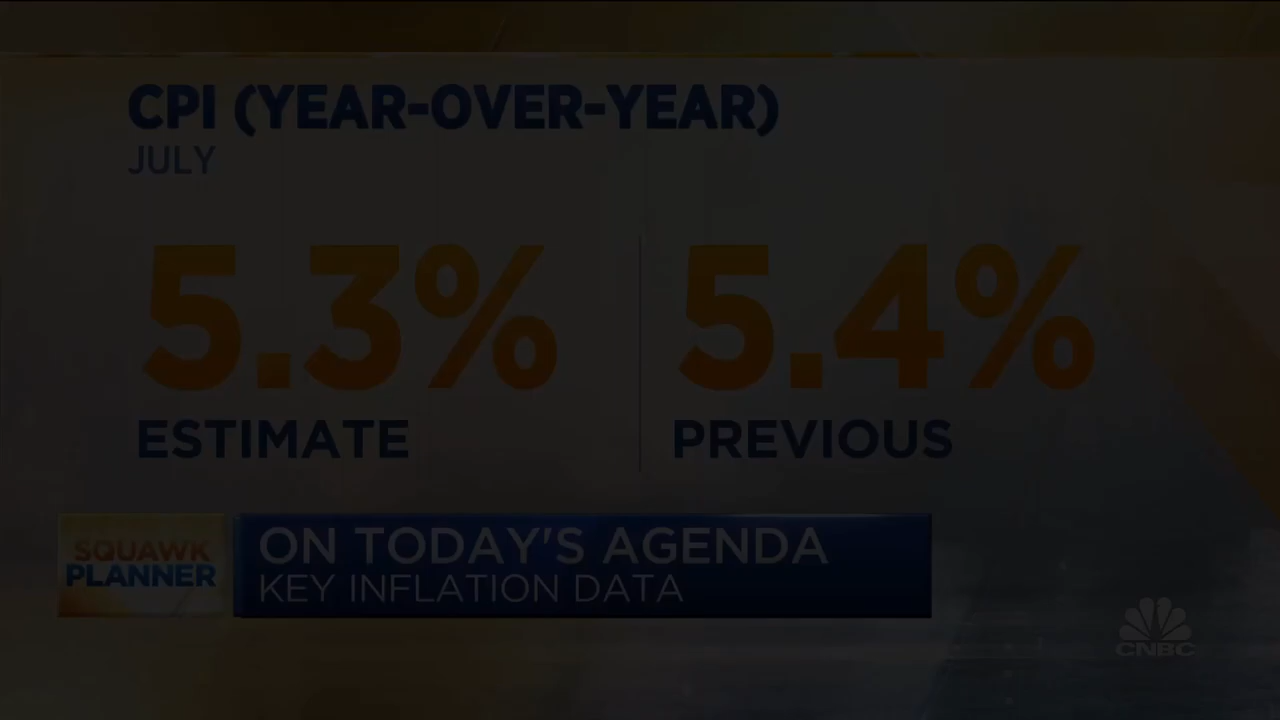 CPI (YEAR-OVER-YEAR)
JULY
5.3%
ESTIMATE
5.4%
PREVIOUS
SQUAWK
PLANNER
ON TODAY'S AGENDA
KEY INFLATION DATA
CNBC